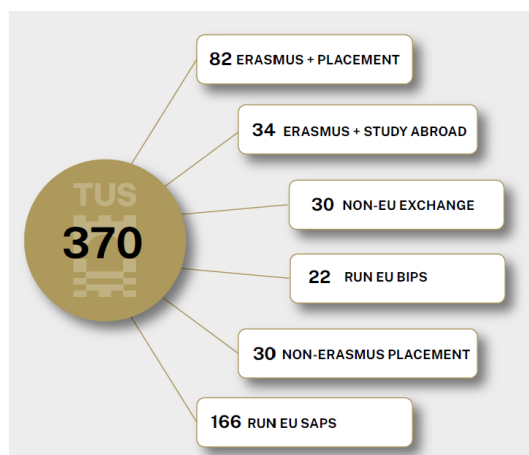 82 ERASMUS + PLACEMENT
34 ERASMUS + STUDY ABROAD
TUS
370
30 NON-EU EXCHANGE
22 RUN EU BIPS
30 NON-ERASMUS PLACEMENT
166 RUN EU SAPS